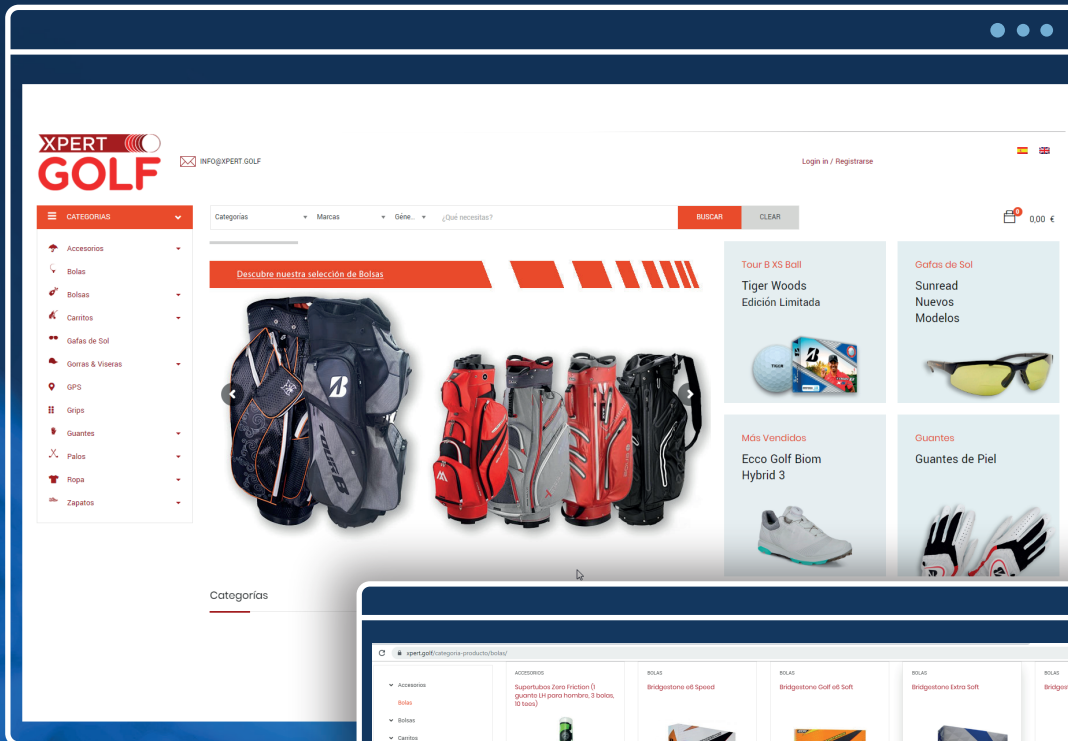 XPERT
GOLF
INFO@XPERT GOLF
Login in / Registrarse
CATEGORIAS
Categorías
Marcas
Géne..
¿Qué necesitas?
BUSCAR
CLEAR
0
0,00 €
Accesorios
Bolas
Bolsas
Carritos
Gafas de Sol
Gorras & Viseras
GPS
Grips
Guantes
Palos
Ropa
Zapatos
Descubre nuestra selección de Bolsas
TOUR B
Tour B XS Ball
Tiger Woods
Edición Limitada
TIGER
Gafas de Sol
Sunread
Nuevos
Modelos
Más Vendidos
Ecco Golf Biom
Hybrid 3
Guantes
Guantes de Piel
Categorías
xpert.golf/categoria-producto/bolas/
Accesorios
Bolas
Bolsas
Carritos
ACCESORIOS
Supertubos Zero Friction (1
guante LH para hombre, 3 bolas,
10 tees)
BOLAS
Bridgestone e6 Speed
BOLAS
Bridgestone Golf e6 Soft
BOLAS
Bridgestone Extra Soft
BOLAS